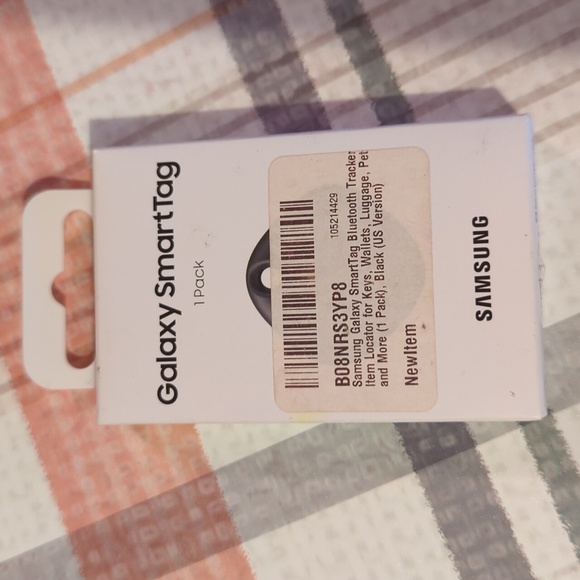 Galaxy SmartTag
1 Pack
105214429
B08NRS3YP8
Samsung Galaxy SmartTag Bluetooth Tracker
Item Locator for Keys, Wallets, Luggage, Pet
and More (1 Pack), Black (US Version)
NewItem
SAMSUNG